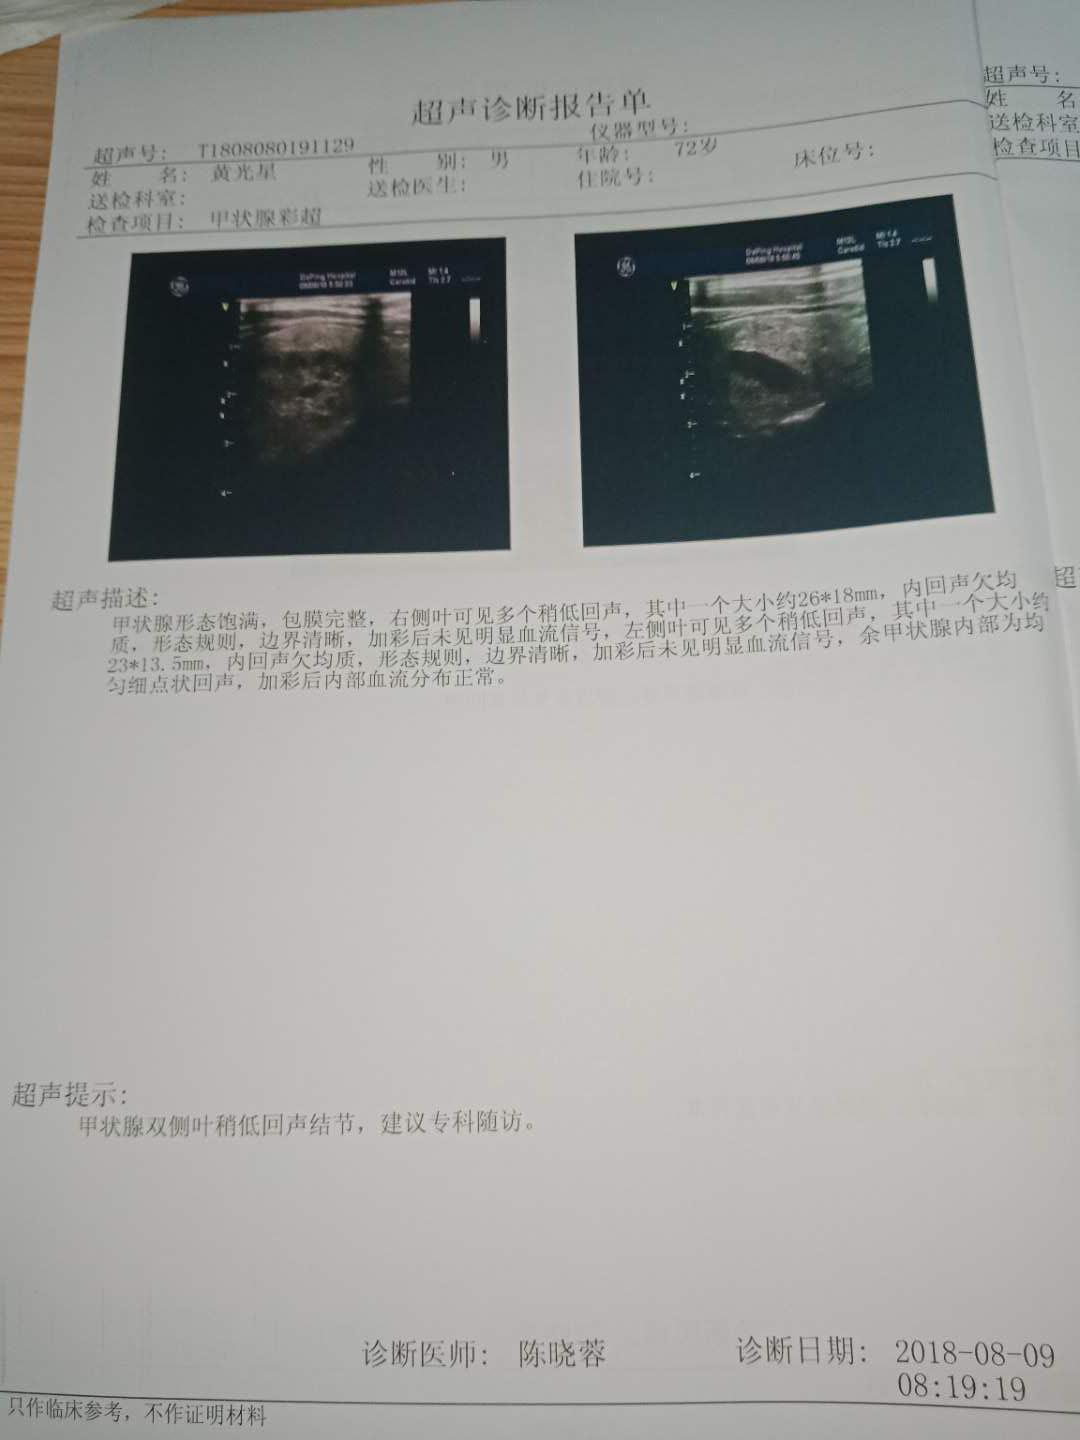 超声诊断报告单
超声号： T1808080191129
仪器型号：
姓 名： 黄光星 性 别： 男 年龄： 72岁
送检科室： 送检医生： 住院号： 床位号：
检查项目： 甲状腺彩超
DaPing Hospital
M12L
Carotid
MI 1.4
TIs 2.7
DaPing Hospital
M12L
Carotid
MI 1.4
TIs 2.7
超声描述：
甲状腺形态饱满，包膜完整，右侧叶可见多个稍低回声，其中一个大小约26*18mm，内回声欠均
质，形态规则，边界清晰，加彩后未见明显血流信号，左侧叶可见多个稍低回声，其中一个大小约
23*13.5mm，内回声欠均质，形态规则，边界清晰，加彩后未见明显血流信号，余甲状腺内部为均
匀细点状回声，加彩后内部血流分布正常。
超声提示：
甲状腺双侧叶稍低回声结节，建议专科随访。
诊断医师： 陈晓蓉 诊断日期： 2018-08-09
08:19:19
只作临床参考，不作证明材料
超声号：
姓 名
送检科室
检查项目
超